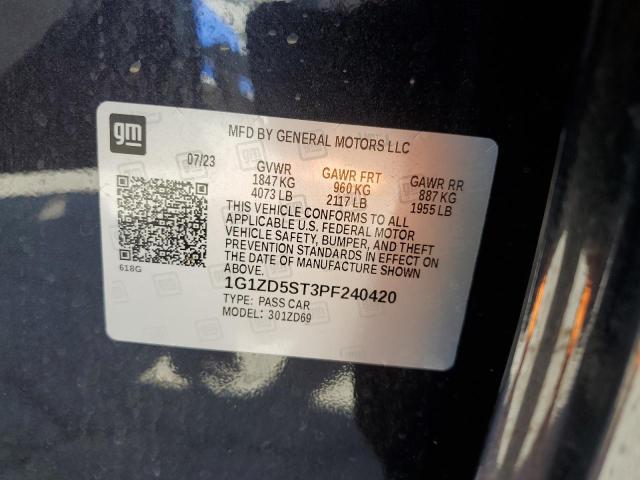 gm
MFD BY GENERAL MOTORS LLC
07/23
GVWR
1847 KG
4073 LB
GAWR FRT
960 KG
2117 LB
GAWR RR
887 KG
1955 LB
THIS VEHICLE CONFORMS TO ALL
APPLICABLE U.S. FEDERAL MOTOR
VEHICLE SAFETY, BUMPER, AND THEFT
PREVENTION STANDARDS IN EFFECT ON
THE DATE OF MANUFACTURE SHOWN
ABOVE.
618G
1G1ZD5ST3PF240420
TYPE: PASS CAR
MODEL: 301ZD69